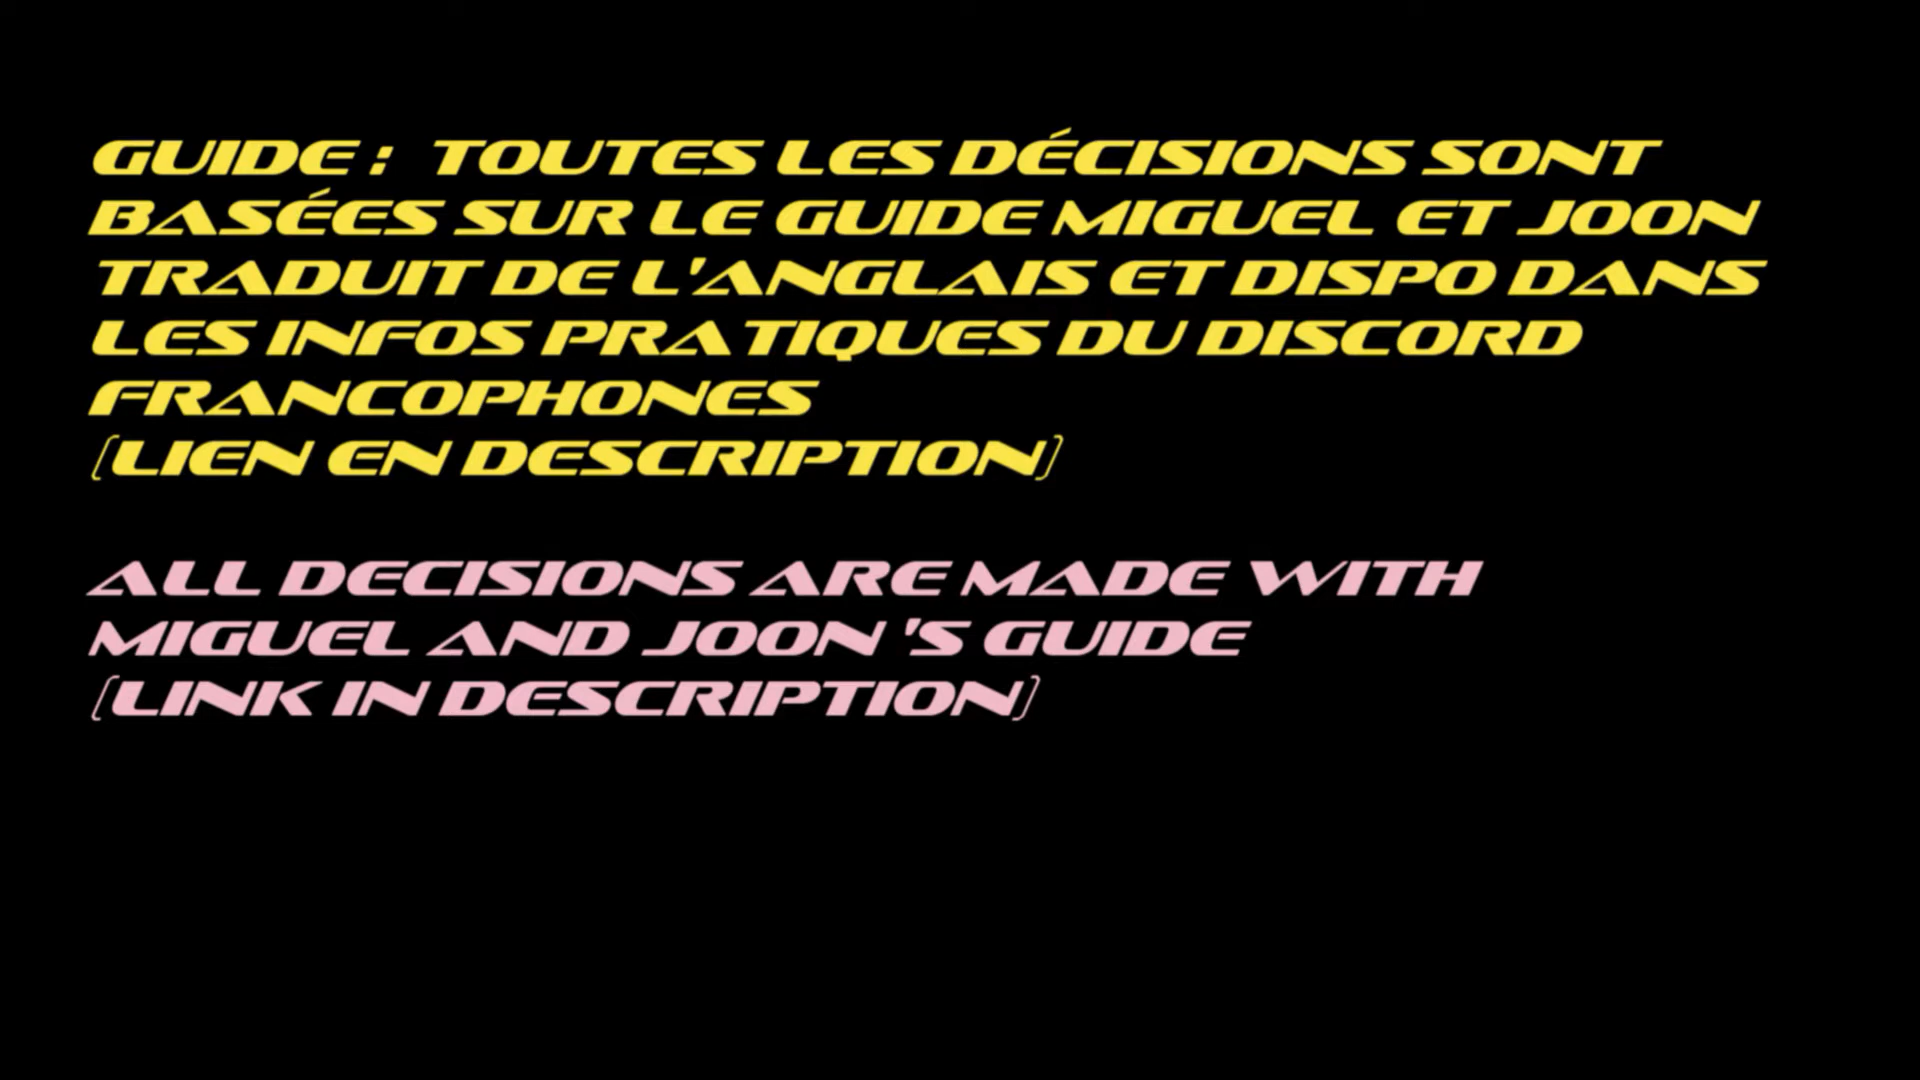 GUIDE : TOUTES LES DÉCISIONS SONT
BASÉES SUR LE GUIDE MIGUEL ET JOON
TRADUIT DE L'ANGLAIS ET DISPO DANS
LES INFOS PRATIQUES DU DISCORD
FRANCOPHONES
(LIEN EN DESCRIPTION)
ALL DECISIONS ARE MADE WITH
MIGUEL AND JOON 'S GUIDE
(LINK IN DESCRIPTION)